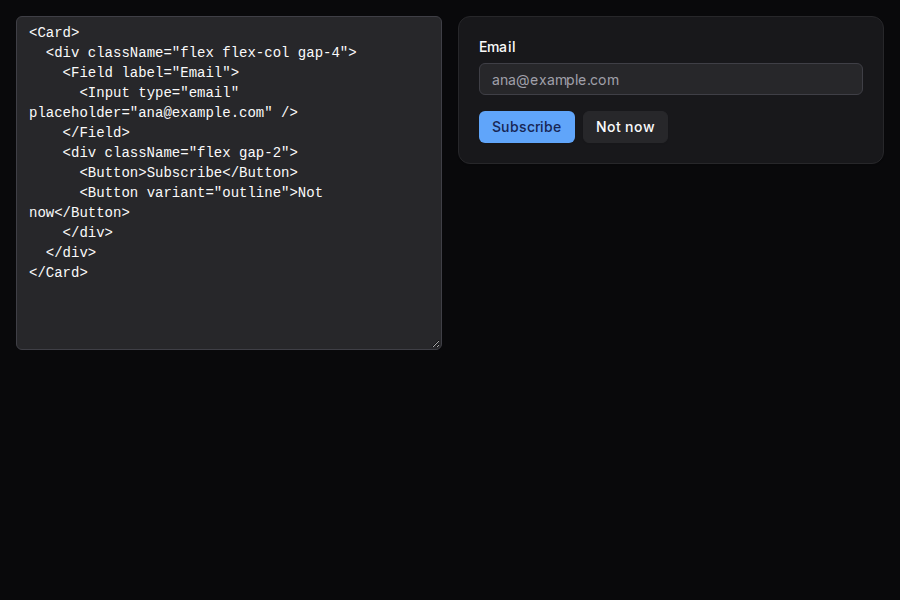 <Card>
  <div className="flex flex-col gap-4">
    <Field label="Email">
      <Input type="email"
placeholder="ana@example.com" />
    </Field>
    <div className="flex gap-2">
      <Button>Subscribe</Button>
      <Button variant="outline">Not
now</Button>
    </div>
  </div>
</Card>
Email
ana@example.com
Subscribe
Not now